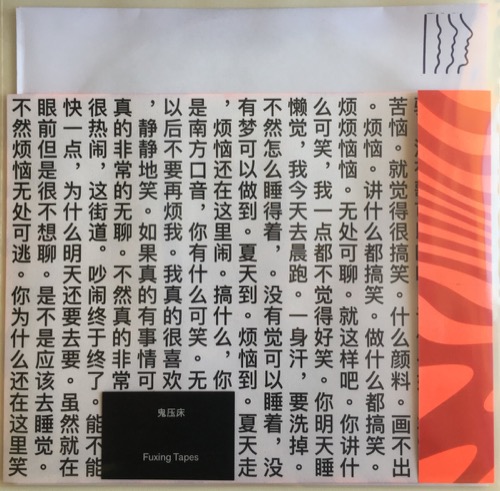 苦恼。就觉得很搞笑。什么颜料。画不出
。烦恼。讲什么都搞笑。做什么都搞笑。
烦烦恼恼。无处可聊。就这样吧。你讲什
么可笑，我一点都不觉得好笑。你明天睡
懒觉，我今天去晨跑。一身汗，要洗掉。
不然怎么睡得着，。没有觉可以睡着，没
有梦可以做到。夏天到。烦恼到。夏天走
，烦恼还在这里闹。搞什么，你
是南方口音，你有什么可笑。无
以后不要再烦我。我真的很喜欢
，静静地笑。如果真的有事情可
真的非常的无聊。不然真的非常
很热闹，这街道。吵闹终于终了。能不能
快一点，为什么明天还要去要。虽然就在
眼前但是很不想聊。是不是应该去睡觉。
不然烦恼无处可逃。你为什么还在这里笑
鬼压床
Fuxing Tapes